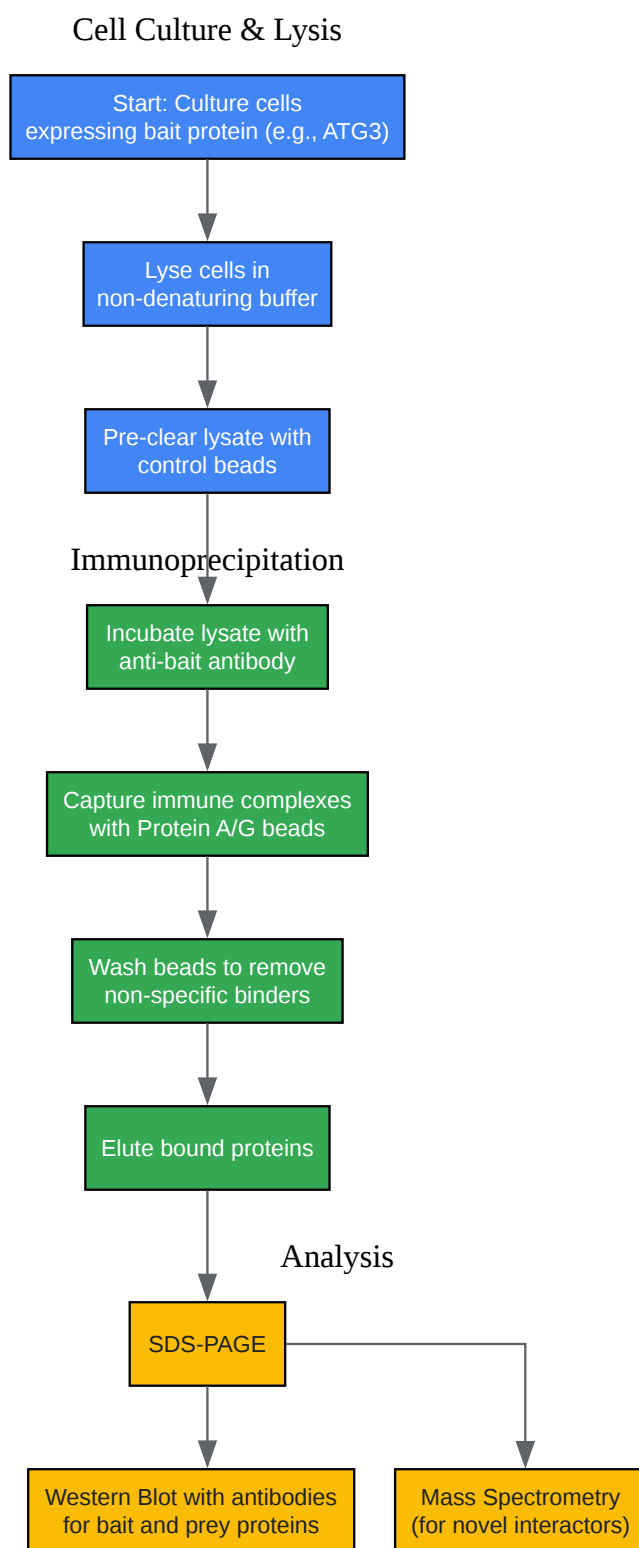 Cell Culture & Lysis
Start: Culture cells
expressing bait protein (e.g., ATG3)
Lyse cells in
non-denaturing buffer
Pre-clear lysate with
control beads
Immunoprecipitation
Incubate lysate with
anti-bait antibody
Capture immune complexes
with Protein A/G beads
Wash beads to remove
non-specific binders
Elute bound proteins
Analysis
SDS-PAGE
Western Blot with antibodies
for bait and prey proteins
Mass Spectrometry
(for novel interactors)